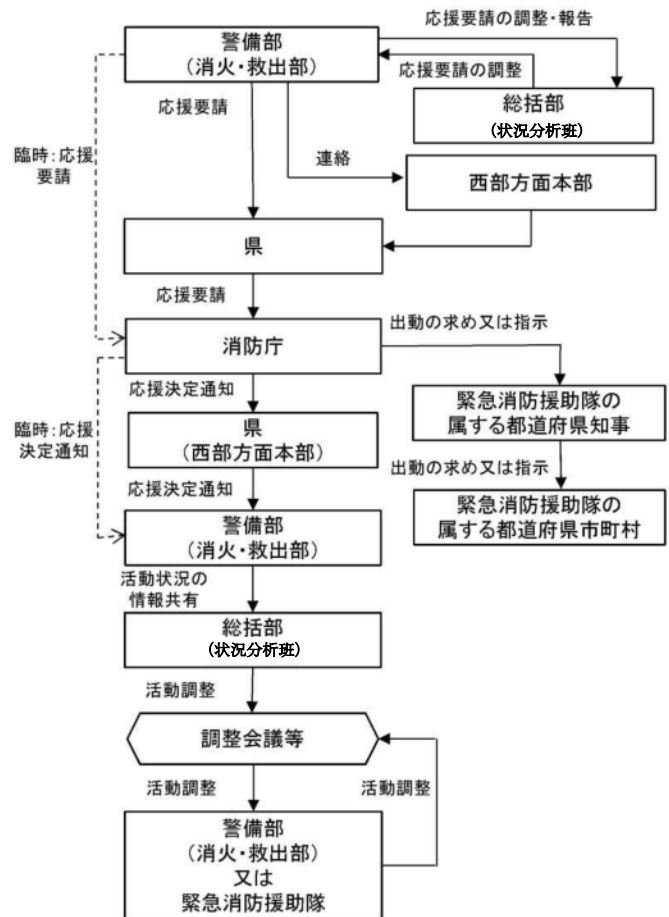 応援要請の調整・報告
警備部
（消火・救出部）
応援要請の調整
総括部
(状況分析班)
応援要請
臨時：応援
要請
連絡
西部方面本部
県
応援要請
出動の求め又は指示
消防庁
応援決定通知
緊急消防援助隊の
属する都道府県知事
臨時：応援
決定通知
県
（西部方面本部）
出動の求め又は指示
応援決定通知
緊急消防援助隊の
属する都道府県市町村
警備部
（消火・救出部）
活動状況の
情報共有
総括部
(状況分析班)
活動調整
調整会議等
活動調整
活動調整
警備部
（消火・救出部）
又は
緊急消防援助隊